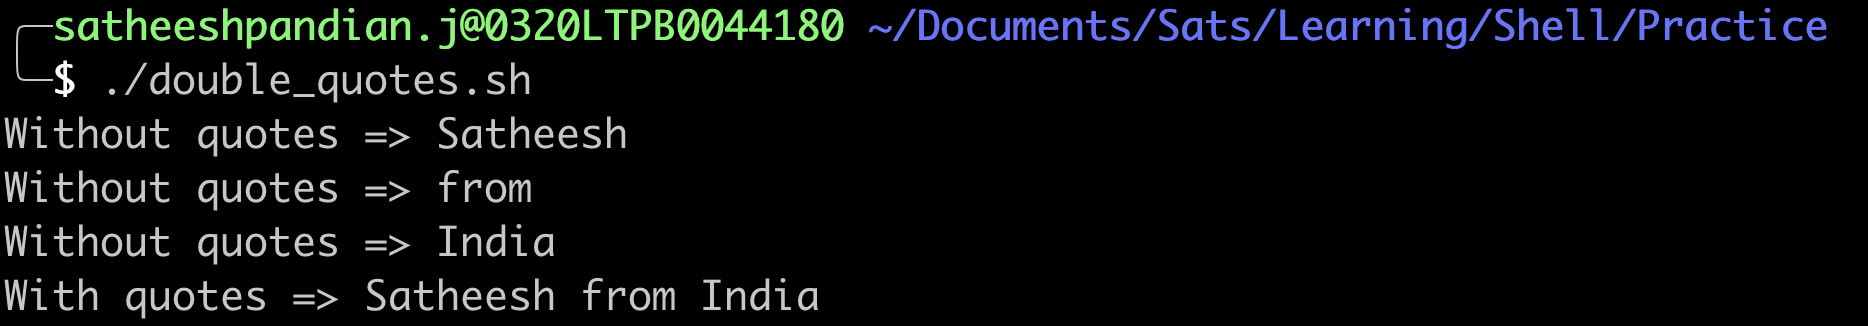 satheeshpandian.j@0320LTPB0044180 ~/Documents/Sats/Learning/Shell/Practice
$ ./double_quotes.sh
Without quotes => Satheesh
Without quotes => from
Without quotes => India
With quotes => Satheesh from India